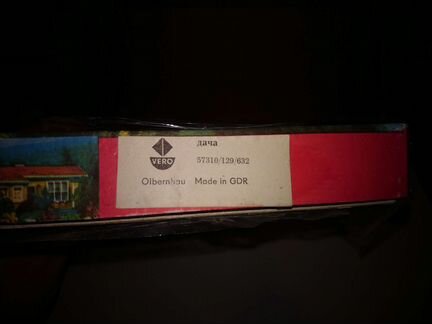 дача
VERO
57310/129/632
Olbernhau Made in GDR